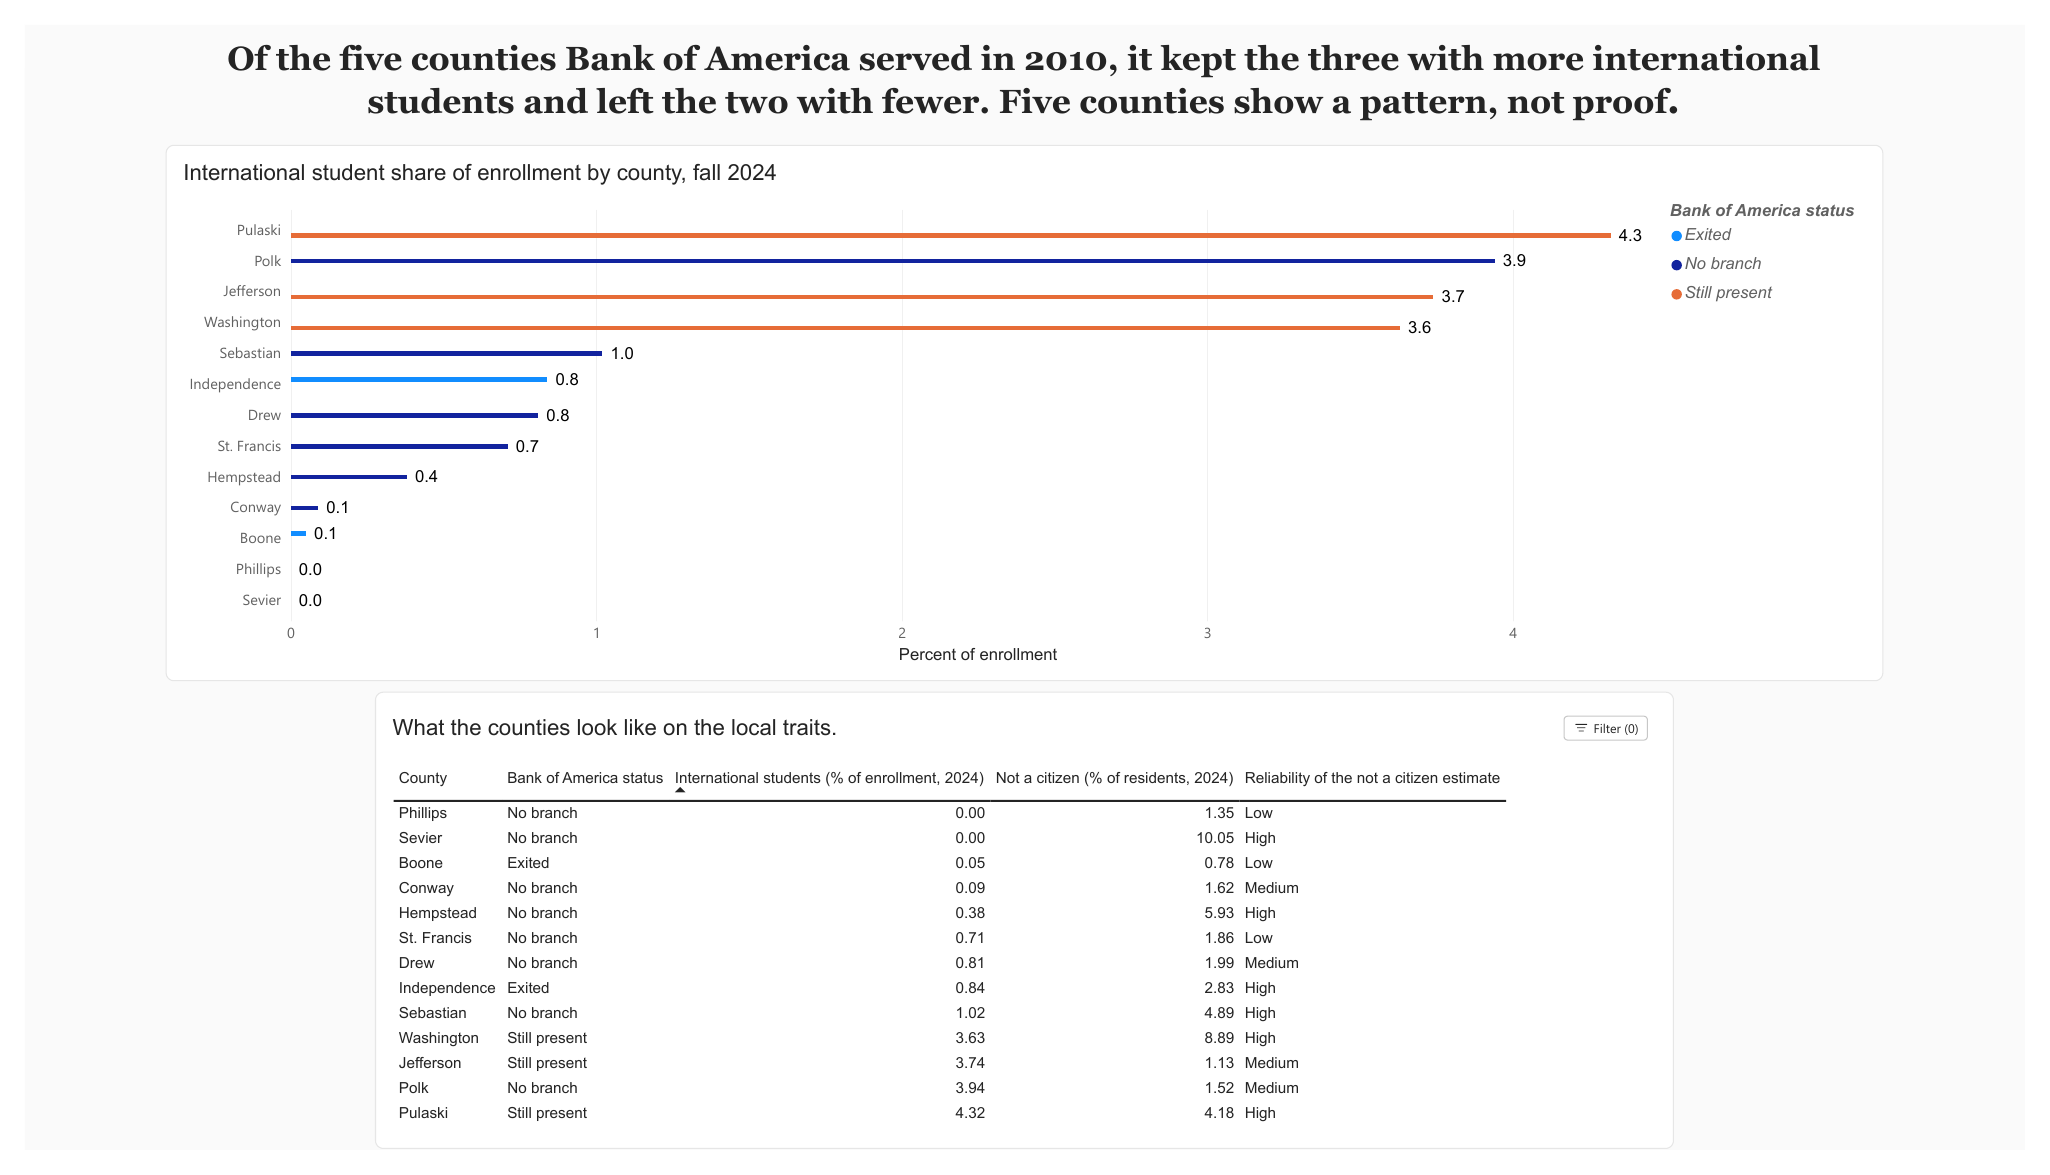 Of the five counties Bank of America served in 2010, it kept the three with more international
students and left the two with fewer. Five counties show a pattern, not proof.
International student share of enrollment by county, fall 2024
Bank of America status
Exited
No branch
Still present
Pulaski 4.3
Polk 3.9
Jefferson 3.7
Washington 3.6
Sebastian 1.0
Independence 0.8
Drew 0.8
St. Francis 0.7
Hempstead 0.4
Conway 0.1
Boone 0.1
Phillips 0.0
Sevier 0.0
0 1 2 3 4
Percent of enrollment
What the counties look like on the local traits.
Filter (0)
County Bank of America status International students (% of enrollment, 2024) Not a citizen (% of residents, 2024) Reliability of the not a citizen estimate
Phillips No branch 0.00 1.35 Low
Sevier No branch 0.00 10.05 High
Boone Exited 0.05 0.78 Low
Conway No branch 0.09 1.62 Medium
Hempstead No branch 0.38 5.93 High
St. Francis No branch 0.71 1.86 Low
Drew No branch 0.81 1.99 Medium
Independence Exited 0.84 2.83 High
Sebastian No branch 1.02 4.89 High
Washington Still present 3.63 8.89 High
Jefferson Still present 3.74 1.13 Medium
Polk No branch 3.94 1.52 Medium
Pulaski Still present 4.32 4.18 High